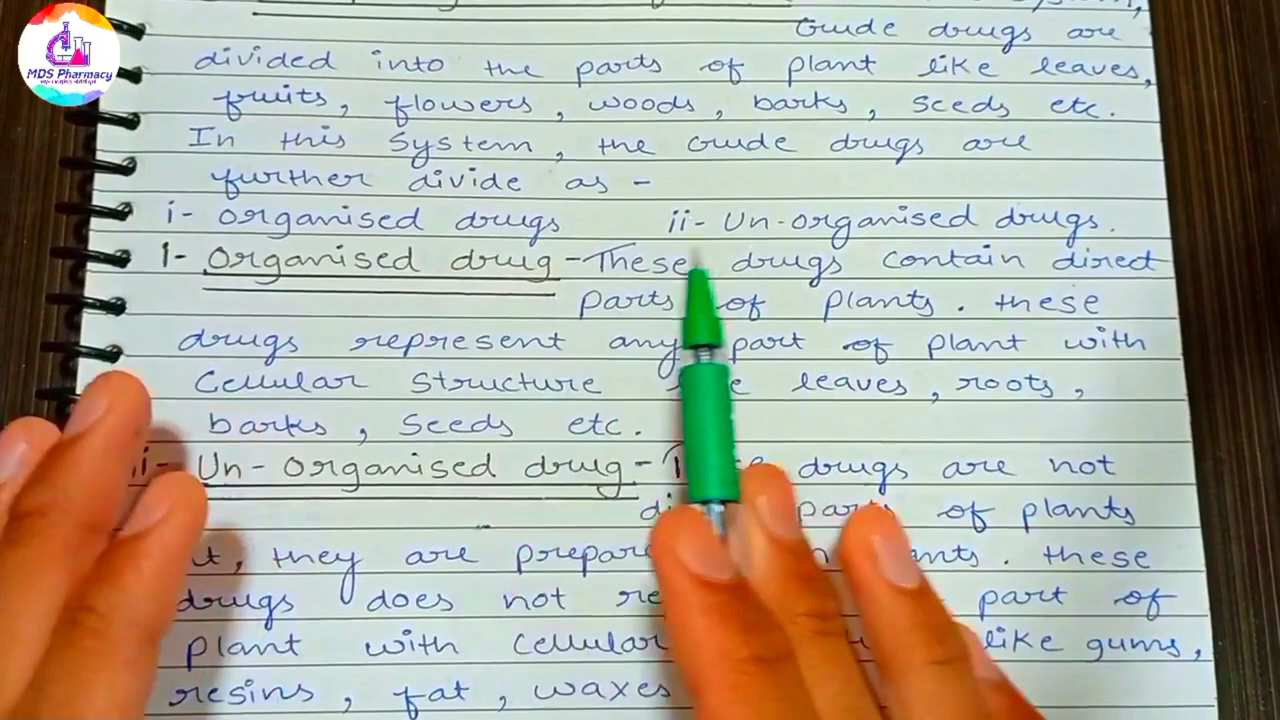 MDS Pharmacy
Crude drugs are
divided into the parts of plant like leaves,
fruits, flowers, woods, barks, seeds etc.
In this system, the crude drugs are
further divide as -
i- organised drugs ii- Un-organised drugs.
I- Organised drug - These drugs contain direct
parts of plants. these
drugs represent any part of plant with
cellular structure leaves, roots,
barks, seeds etc.
Un-organised drug - drugs are not
parts of plants
they are
these
drugs does not part of
plant with cellular like gums,
resins, fat, waxes